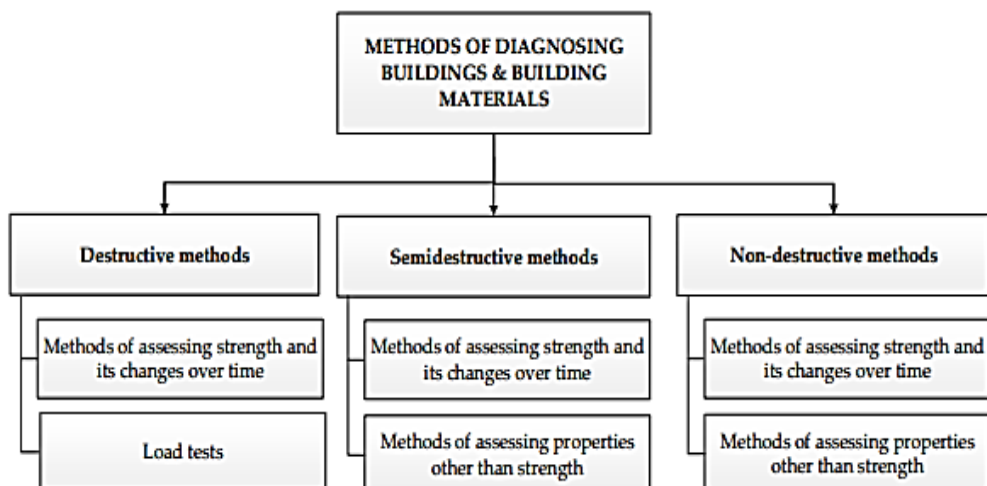 METHODS OF DIAGNOSING
BUILDINGS & BUILDING
MATERIALS
Destructive methods
Semidestructive methods
Non-destructive methods
Methods of assessing strength and
its changes over time
Methods of assessing strength and
its changes over time
Methods of assessing strength and
its changes over time
Load tests
Methods of assessing properties
other than strength
Methods of assessing properties
other than strength